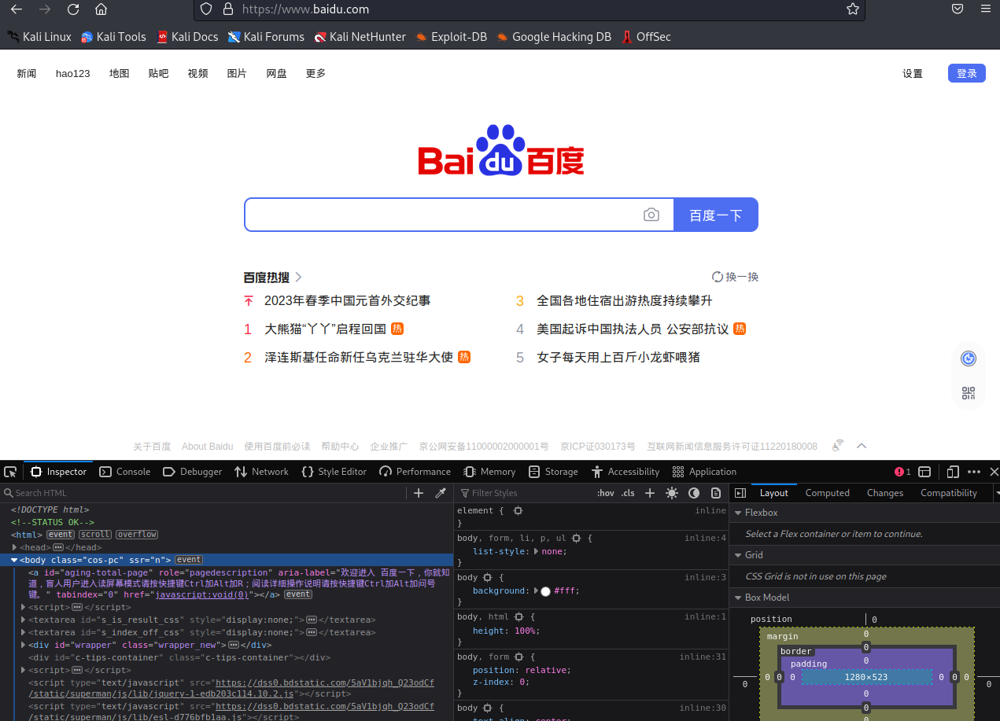 https://www.baidu.com
Kali Linux Kali Tools Kali Docs Kali Forums Kali NetHunter Exploit-DB Google Hacking DB OffSec
新闻 hao123 地图 贴吧 视频 图片 网盘 更多 设置 登录
Bai du 百度
百度一下
百度热搜 换一换
2023年春季中国元首外交纪事
3 全国各地住宿出游热度持续攀升
1 大熊猫“丫丫”启程回国 热
4 美国起诉中国执法人员 公安部抗议 热
2 泽连斯基任命新任乌克兰驻华大使 热
5 女子每天用上百斤小龙虾喂猪
关于百度 About Baidu 使用百度前必读 帮助中心 企业推广 京公网安备11000002000001号 京ICP证030173号 互联网新闻信息服务许可证11220180008
Inspector Console Debugger Network Style Editor Performance Memory Storage Accessibility Application 1
Search HTML
<!DOCTYPE html>
<!--STATUS OK-->
<html> event scroll overflow
<head></head>
<body class="cos-pc" ssr="n"> event
<a id="aging-total-page" role="pagedescription" aria-label="欢迎进入 百度一下，你就知
道，盲人用户进入读屏幕模式请按快捷键Ctrl加Alt加R；阅读详细操作说明请按快捷键Ctrl加Alt加问号
键。" tabindex="0" href="javascript:void(0)"></a> event
<script></script>
<textarea id="s_is_result_css" style="display:none;"></textarea>
<textarea id="s_index_off_css" style="display:none;"></textarea>
<div id="wrapper" class="wrapper_new"></div>
<div id="c-tips-container" class="c-tips-container"></div>
<script></script>
<script type="text/javascript" src="https://dss0.bdstatic.com/5aV1bjqh_Q23odCf
/static/superman/js/lib/jquery-1-edb203c114.10.2.js"></script>
<script type="text/javascript" src="https://dss0.bdstatic.com/5aV1bjqh_Q23odCf
/static/superman/js/lib/esl-d776bfb1aa.js"></script>
Filter Styles :hov .cls
element { inline
}
body, form, li, p, ul { inline:4
list-style: none;
}
body { inline:3
background: #fff;
}
body, html { inline:1
height: 100%;
}
body, form { inline:31
position: relative;
z-index: 0;
}
body { inline:30
text-align: center;
Layout Computed Changes Compatibility
Flexbox
Select a Flex container or item to continue.
Grid
CSS Grid is not in use on this page
Box Model
position 0
margin 0
border 0
padding 0
0 0 0 0 1280×523 0 0 0 0
0
0
0